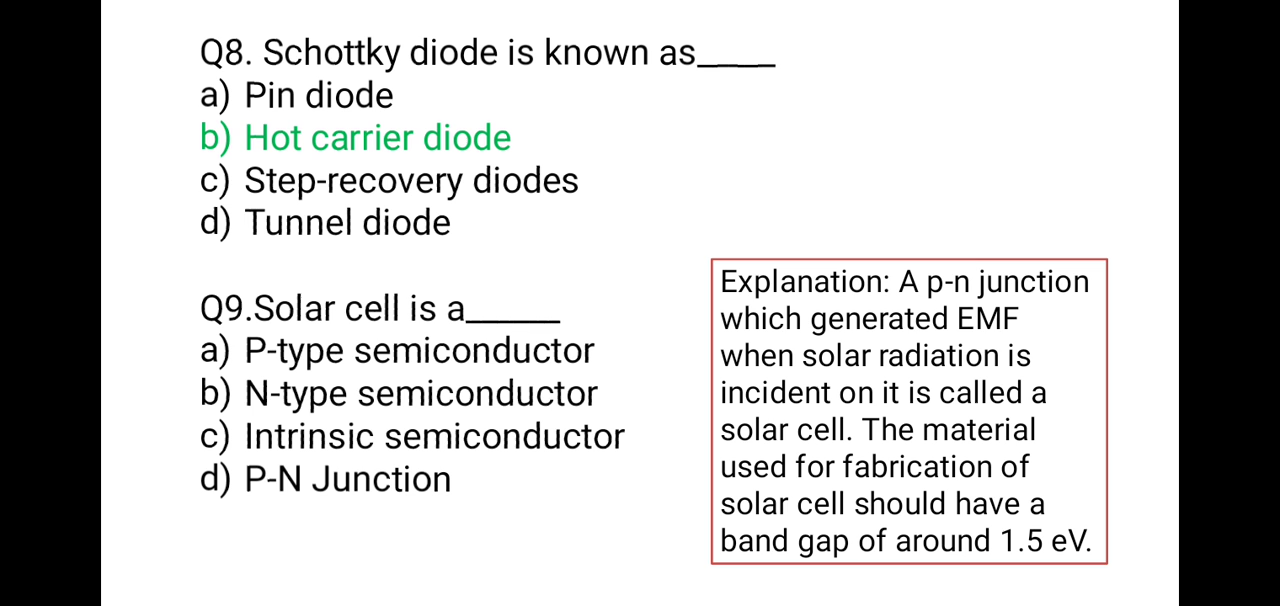 Q8. Schottky diode is known as____
a) Pin diode
b) Hot carrier diode
c) Step-recovery diodes
d) Tunnel diode
Q9.Solar cell is a_____
a) P-type semiconductor
b) N-type semiconductor
c) Intrinsic semiconductor
d) P-N Junction
Explanation: A p-n junction
which generated EMF
when solar radiation is
incident on it is called a
solar cell. The material
used for fabrication of
solar cell should have a
band gap of around 1.5 eV.